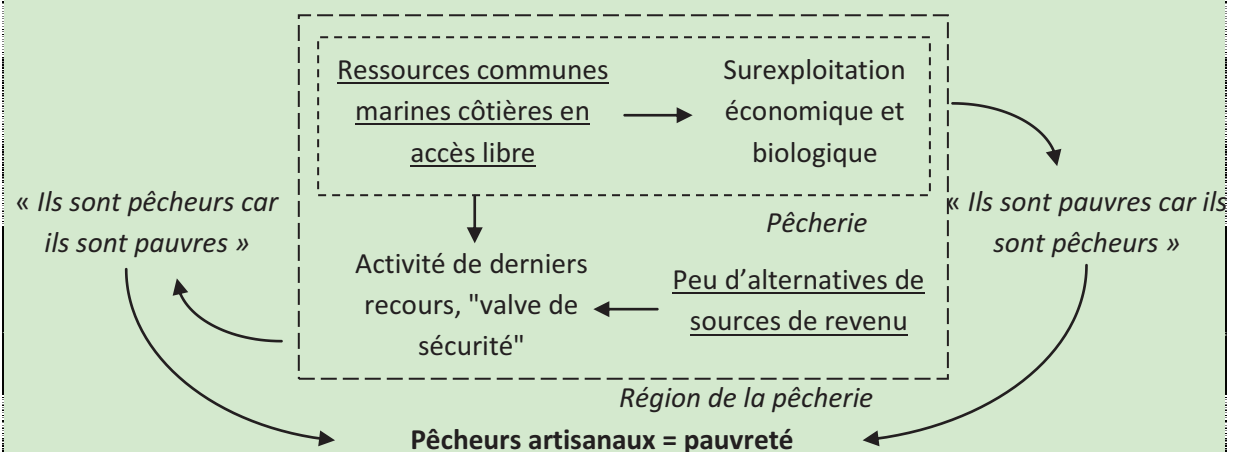 Ressources communes
marines côtières en
accès libre
Surexploitation
économique et
biologique
« Ils sont pêcheurs car
ils sont pauvres »
Pêcherie
« Ils sont pauvres car ils
sont pêcheurs »
Activité de derniers
recours, "valve de
sécurité"
Peu d’alternatives de
sources de revenu
Région de la pêcherie
Pêcheurs artisanaux = pauvreté